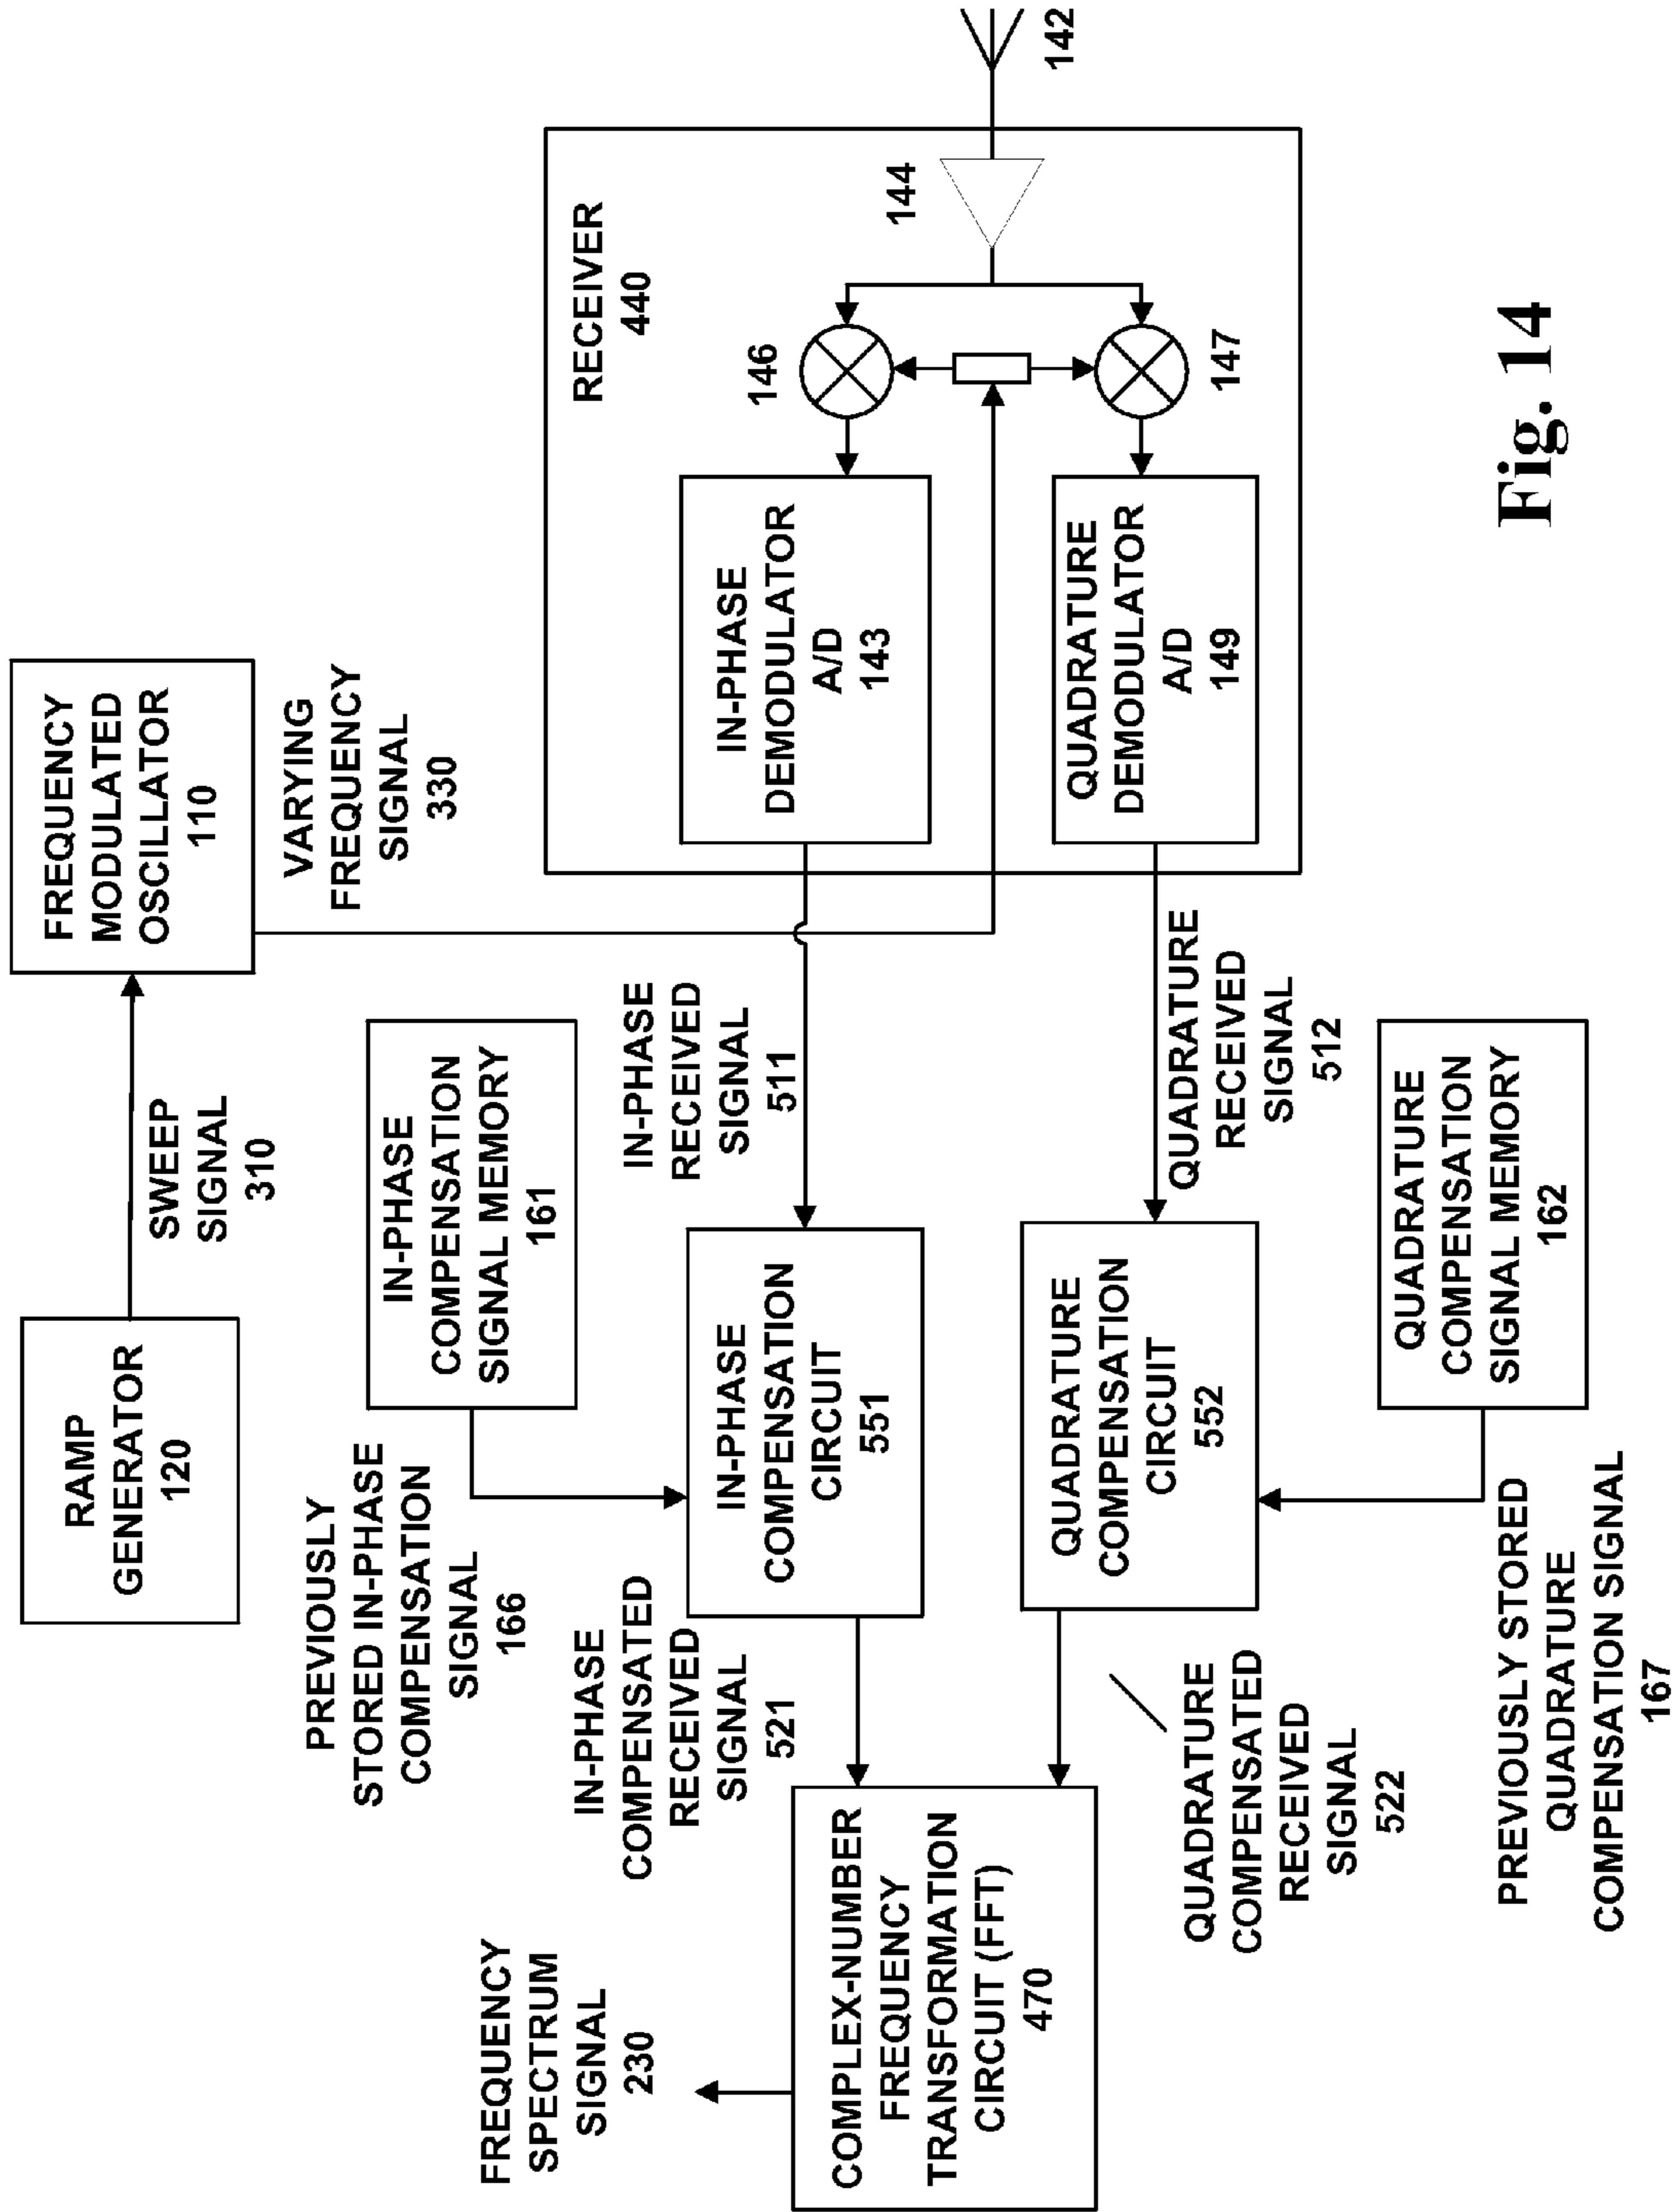 RAMP
GENERATOR
120
SWEEP
SIGNAL
310
FREQUENCY
MODULATED
OSCILLATOR
110
VARYING
FREQUENCY
SIGNAL
330
PREVIOUSLY
STORED IN-PHASE
COMPENSATION
SIGNAL
166
IN-PHASE
COMPENSATION
SIGNAL MEMORY
161
RECEIVER
440
FREQUENCY
SPECTRUM
SIGNAL
230
IN-PHASE
COMPENSATED
RECEIVED
SIGNAL
521
IN-PHASE
COMPENSATION
CIRCUIT
551
IN-PHASE
RECEIVED
SIGNAL
511
IN-PHASE
DEMODULATOR
A/D
143
146
144
142
COMPLEX-NUMBER
FREQUENCY
TRANSFORMATION
CIRCUIT (FFT)
470
QUADRATURE
COMPENSATION
CIRCUIT
552
QUADRATURE
RECEIVED
SIGNAL
512
QUADRATURE
DEMODULATOR
A/D
149
147
QUADRATURE
COMPENSATED
RECEIVED
SIGNAL
522
QUADRATURE
COMPENSATION
SIGNAL MEMORY
162
PREVIOUSLY STORED
QUADRATURE
COMPENSATION SIGNAL
167
Fig. 14